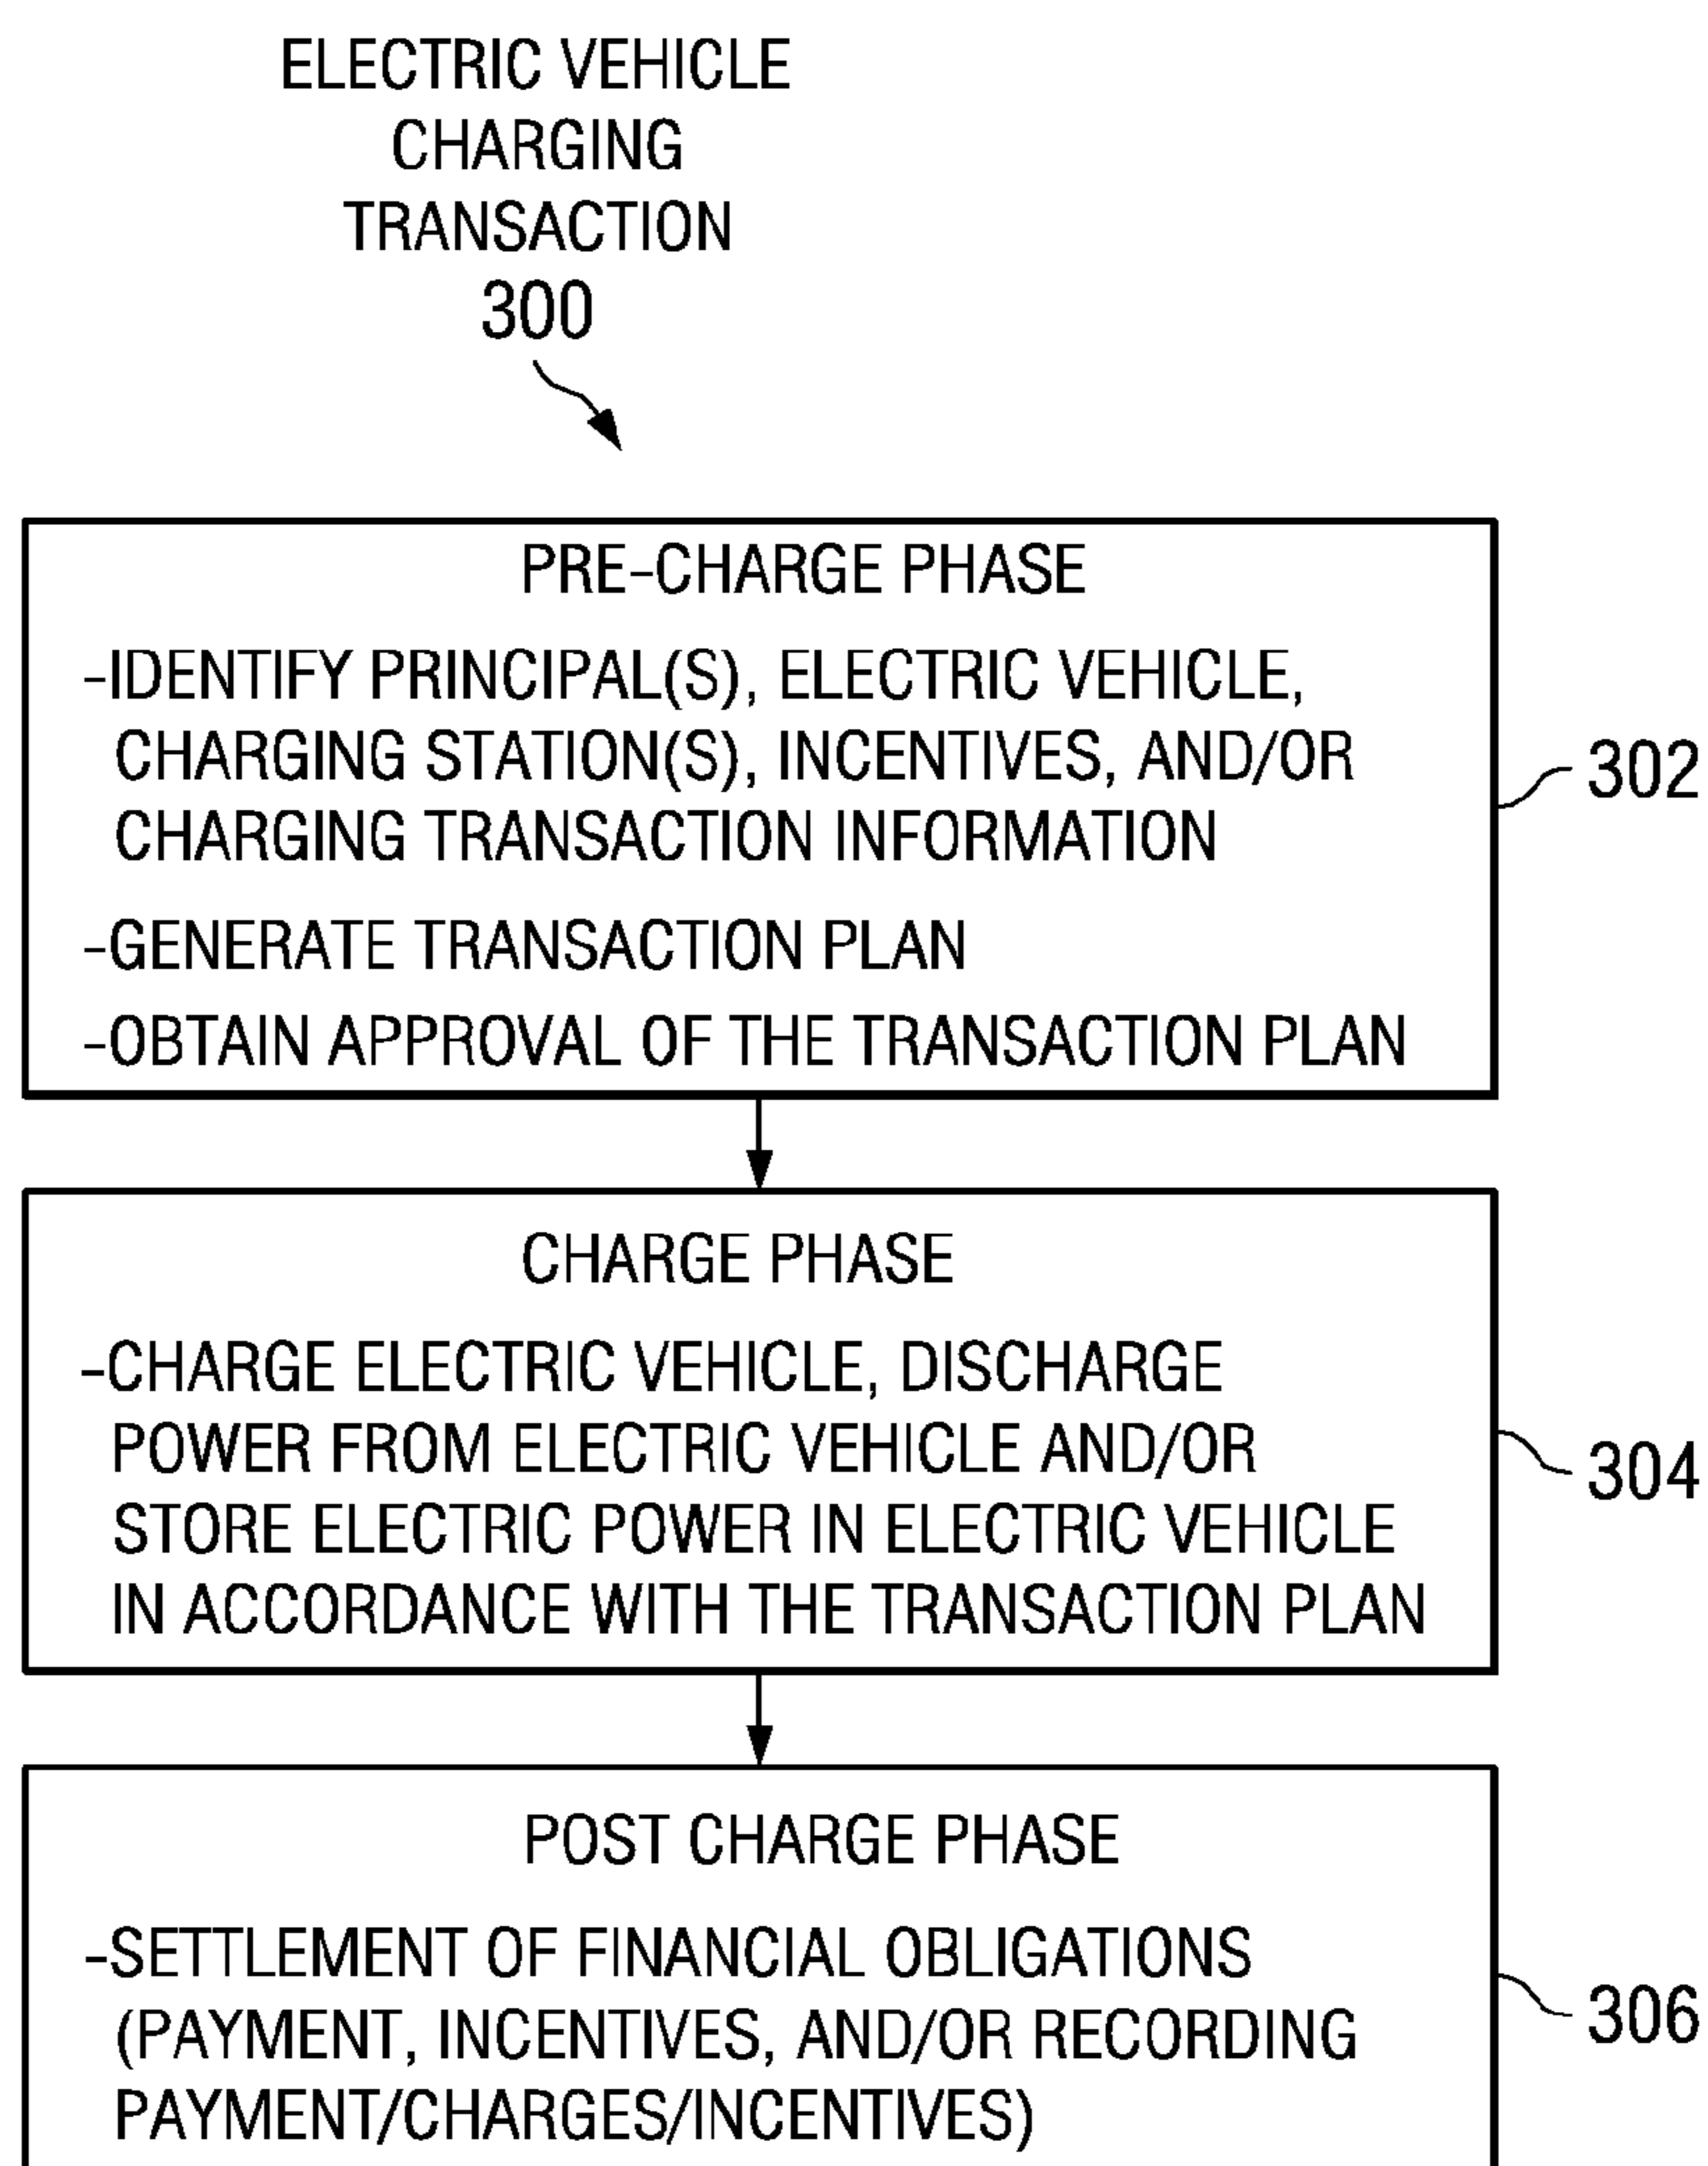 ELECTRIC VEHICLE
CHARGING
TRANSACTION
300
PRE-CHARGE PHASE
-IDENTIFY PRINCIPAL(S), ELECTRIC VEHICLE,
CHARGING STATION(S), INCENTIVES, AND/OR
CHARGING TRANSACTION INFORMATION
-GENERATE TRANSACTION PLAN
-OBTAIN APPROVAL OF THE TRANSACTION PLAN
302
CHARGE PHASE
-CHARGE ELECTRIC VEHICLE, DISCHARGE
POWER FROM ELECTRIC VEHICLE AND/OR
STORE ELECTRIC POWER IN ELECTRIC VEHICLE
IN ACCORDANCE WITH THE TRANSACTION PLAN
304
POST CHARGE PHASE
-SETTLEMENT OF FINANCIAL OBLIGATIONS
(PAYMENT, INCENTIVES, AND/OR RECORDING
PAYMENT/CHARGES/INCENTIVES)
306